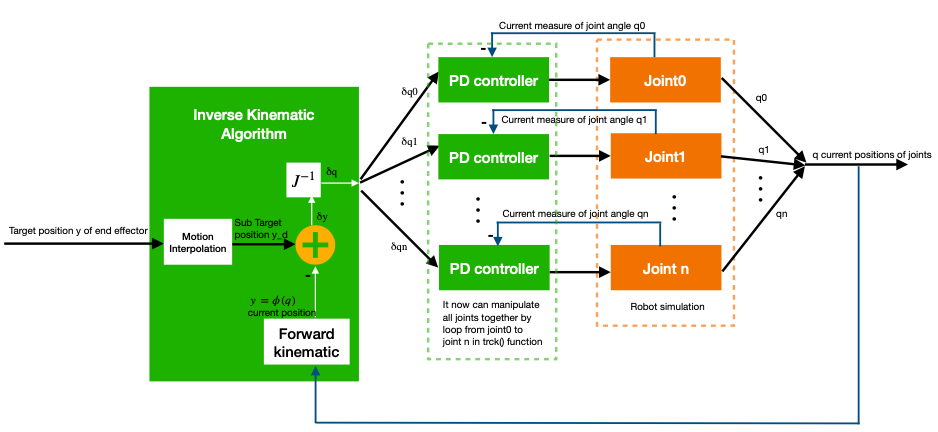 Current measure of joint angle q0
-
PD controller
Joint0
Inverse Kinematic
Algorithm
δq0
q0
-
Current measure of joint angle q1
δq1
PD controller
Joint1
q1
q current positions of joints
J⁻¹
δq
Target position y of end effector
Motion
Interpolation
Sub Target
position y_d
δy
+
-
δqn
Current measure of joint angle qn
-
qn
PD controller
Joint n
y = ϕ(q)
current position
Forward
kinematic
It now can manipulate
all joints together by
loop from joint0 to
joint n in trck() function
Robot simulation